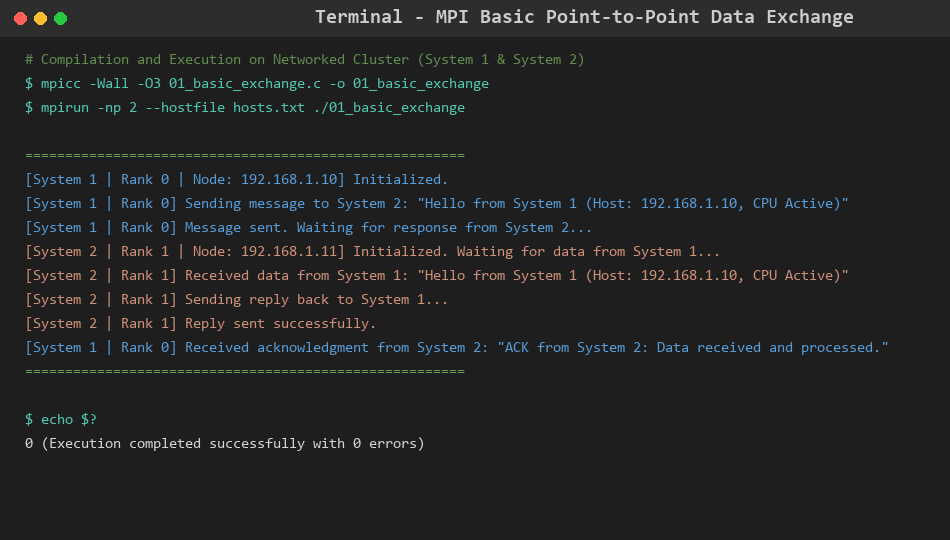 Terminal - MPI Basic Point-to-Point Data Exchange
# Compilation and Execution on Networked Cluster (System 1 & System 2)
$ mpicc -Wall -O3 01_basic_exchange.c -o 01_basic_exchange
$ mpirun -np 2 --hostfile hosts.txt ./01_basic_exchange
=======================================================
[System 1 | Rank 0 | Node: 192.168.1.10] Initialized.
[System 1 | Rank 0] Sending message to System 2: "Hello from System 1 (Host: 192.168.1.10, CPU Active)"
[System 1 | Rank 0] Message sent. Waiting for response from System 2...
[System 2 | Rank 1 | Node: 192.168.1.11] Initialized. Waiting for data from System 1...
[System 2 | Rank 1] Received data from System 1: "Hello from System 1 (Host: 192.168.1.10, CPU Active)"
[System 2 | Rank 1] Sending reply back to System 1...
[System 2 | Rank 1] Reply sent successfully.
[System 1 | Rank 0] Received acknowledgment from System 2: "ACK from System 2: Data received and processed."
=======================================================
$ echo $?
0 (Execution completed successfully with 0 errors)